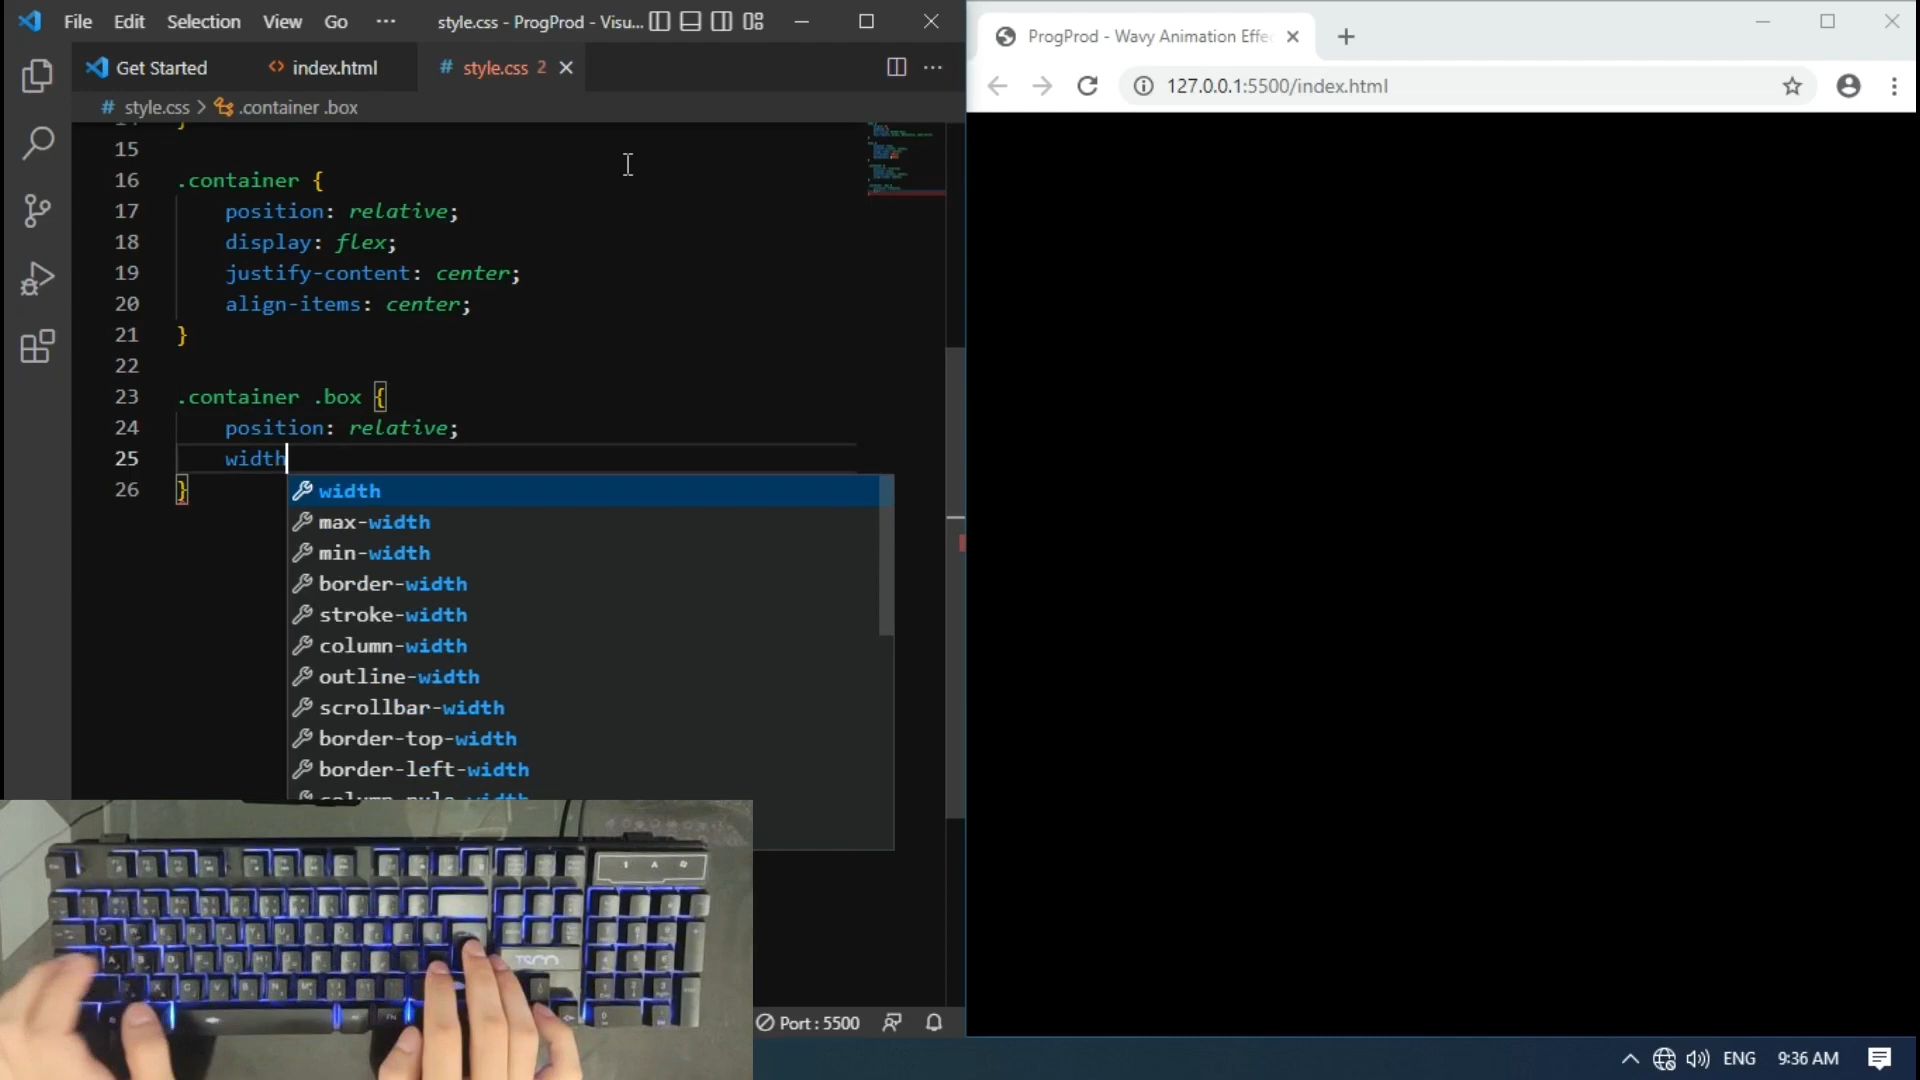 File Edit Selection View Go ··· style.css - ProgProd - Visu...
Get Started index.html # style.css 2
# style.css > .container .box
15
16 .container {
17 position: relative;
18 display: flex;
19 justify-content: center;
20 align-items: center;
21 }
22
23 .container .box {
24 position: relative;
25 width
26 }
width
max-width
min-width
border-width
stroke-width
column-width
outline-width
scrollbar-width
border-top-width
border-left-width
Port : 5500
ProgProd - Wavy Animation Effe
127.0.0.1:5500/index.html
ENG 9:36 AM